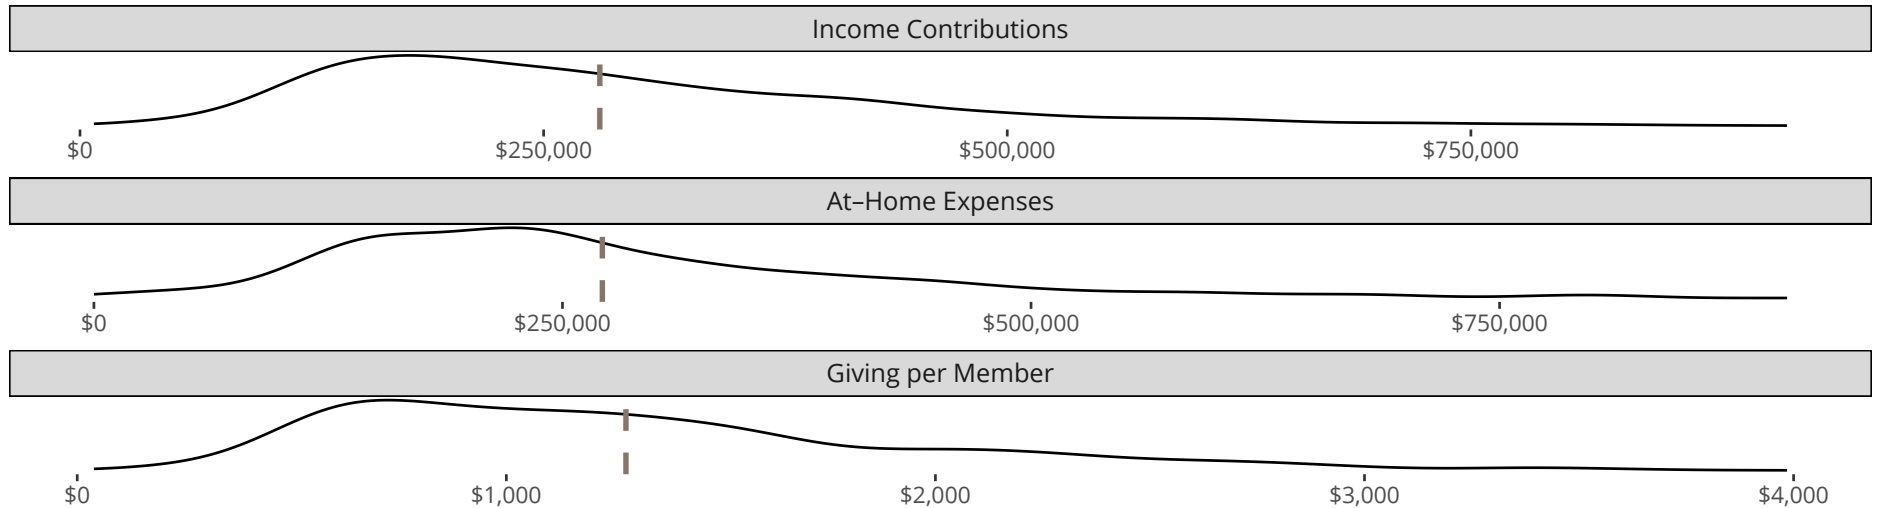 Income Contributions
$0 $250,000 $500,000 $750,000
At–Home Expenses
$0 $250,000 $500,000 $750,000
Giving per Member
$0 $1,000 $2,000 $3,000 $4,000